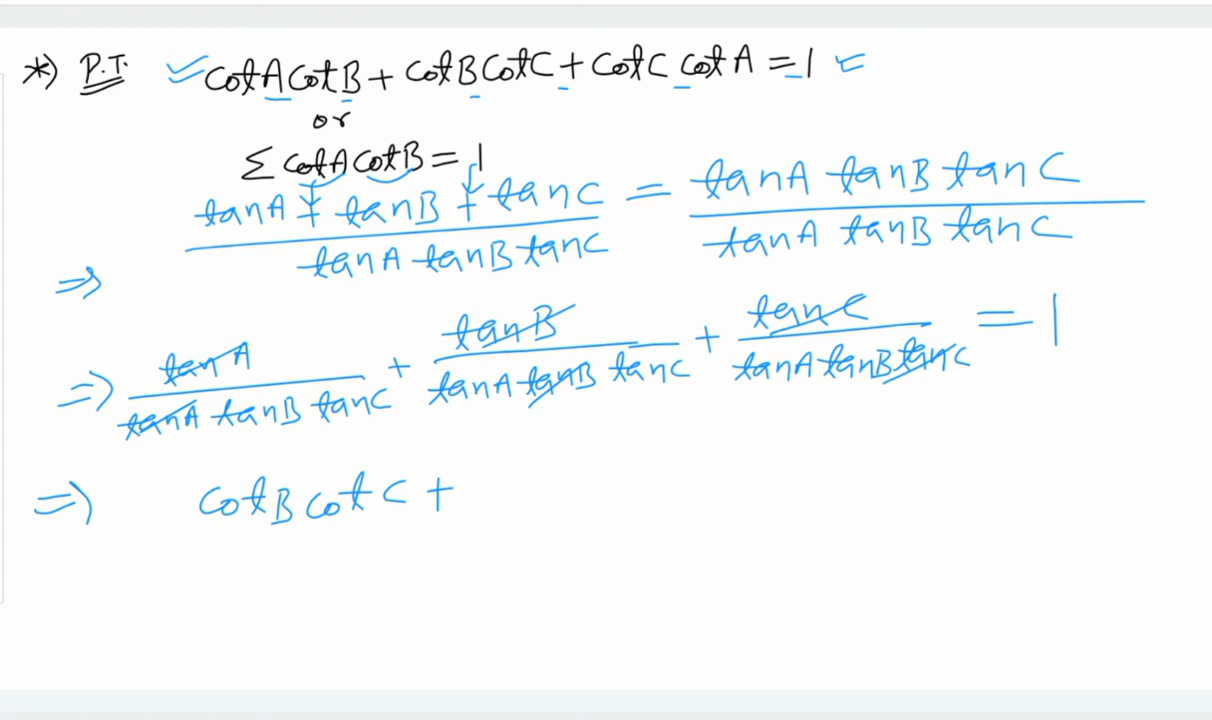 *) P.T. cotA cotB + cotB cotC + cotC cotA = 1
or
Σ cotA cotB = 1
tanA + tanB + tanC = tanA tanB tanC
tanA tanB tanC tanA tanB tanC
⇒
tanA + tanB + tanC = 1
⇒ tanA tanB tanC tanA tanB tanC tanA tanB tanC
⇒ cotB cotC +